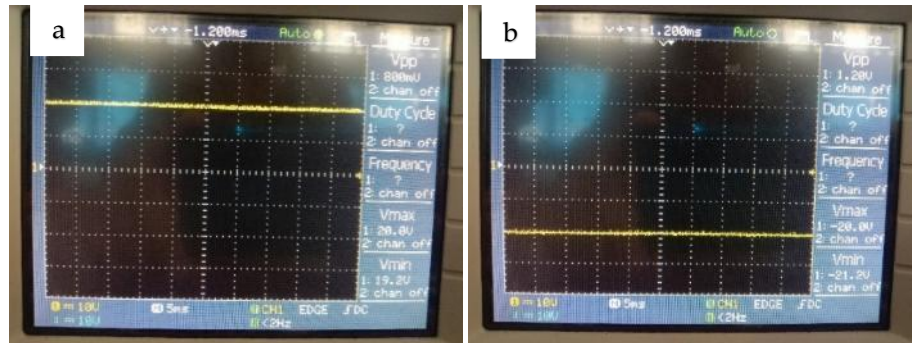 a
-1.200ms Auto
Measure
Vpp
1: 800mV
2: chan off
Duty Cycle
1: ?
2: chan off
Frequency
1: ?
2: chan off
Vmax
1: 20.0V
2: chan off
Vmin
1: 19.2V
2: chan off
1
10V 5ms CH1 EDGE DC
10V <2Hz
b
-1.200ms Auto
Measure
Vpp
1: 1.20V
2: chan off
Duty Cycle
1: ?
2: chan off
Frequency
1: ?
2: chan off
Vmax
1: -20.0V
2: chan off
Vmin
1: -21.2V
2: chan off
1
10V 5ms CH1 EDGE DC
10V <2Hz